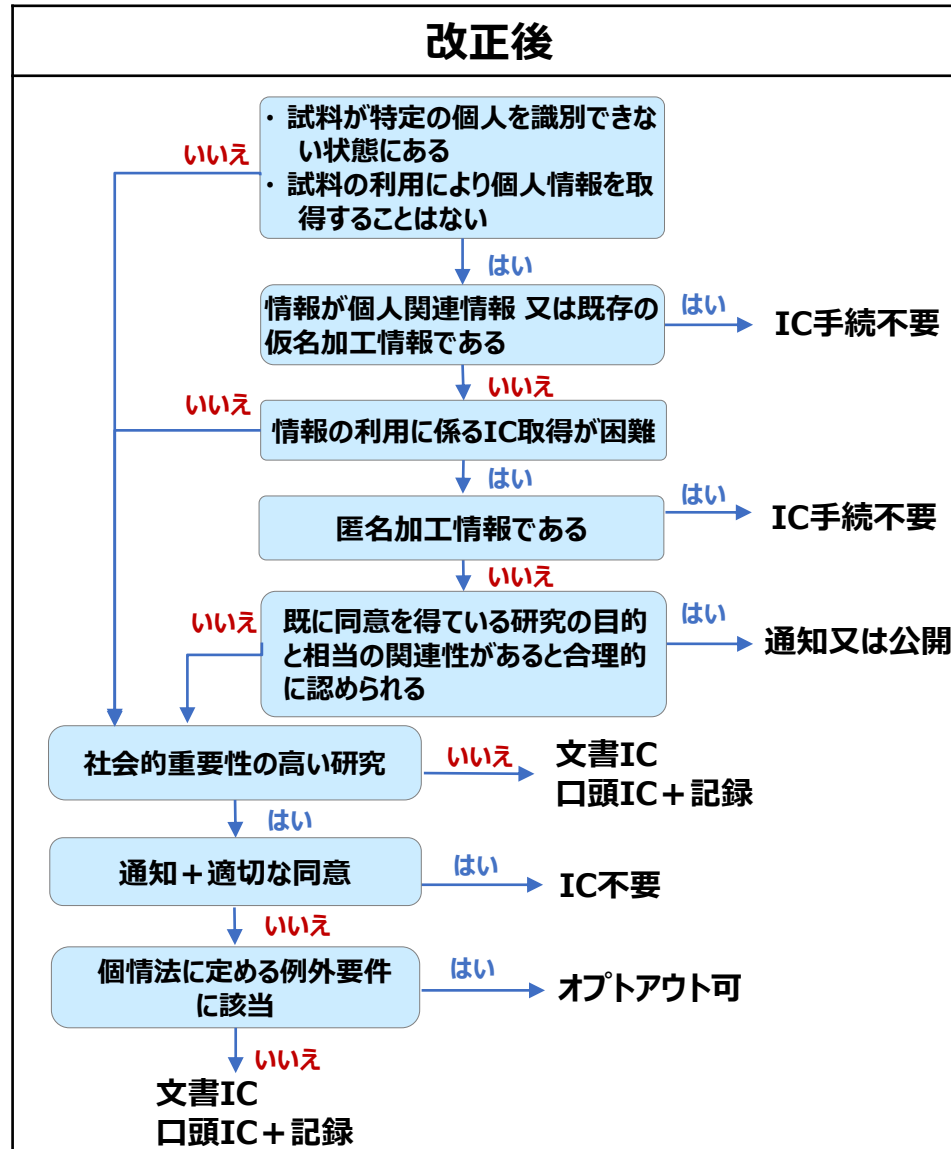 改正後
・ 試料が特定の個人を識別できな
い状態にある
・ 試料の利用により個人情報を取
得することはない
いいえ
はい
情報が個人関連情報 又は既存の
仮名加工情報である
はい
IC手続不要
いいえ
いいえ
情報の利用に係るIC取得が困難
はい
匿名加工情報である
はい
IC手続不要
いいえ
既に同意を得ている研究の目的
と相当の関連性があると合理的
に認められる
いいえ
はい
通知又は公開
社会的重要性の高い研究
いいえ
文書IC
口頭IC＋記録
はい
通知＋適切な同意
はい
IC不要
いいえ
個情法に定める例外要件
に該当
はい
オプトアウト可
いいえ
文書IC
口頭IC＋記録